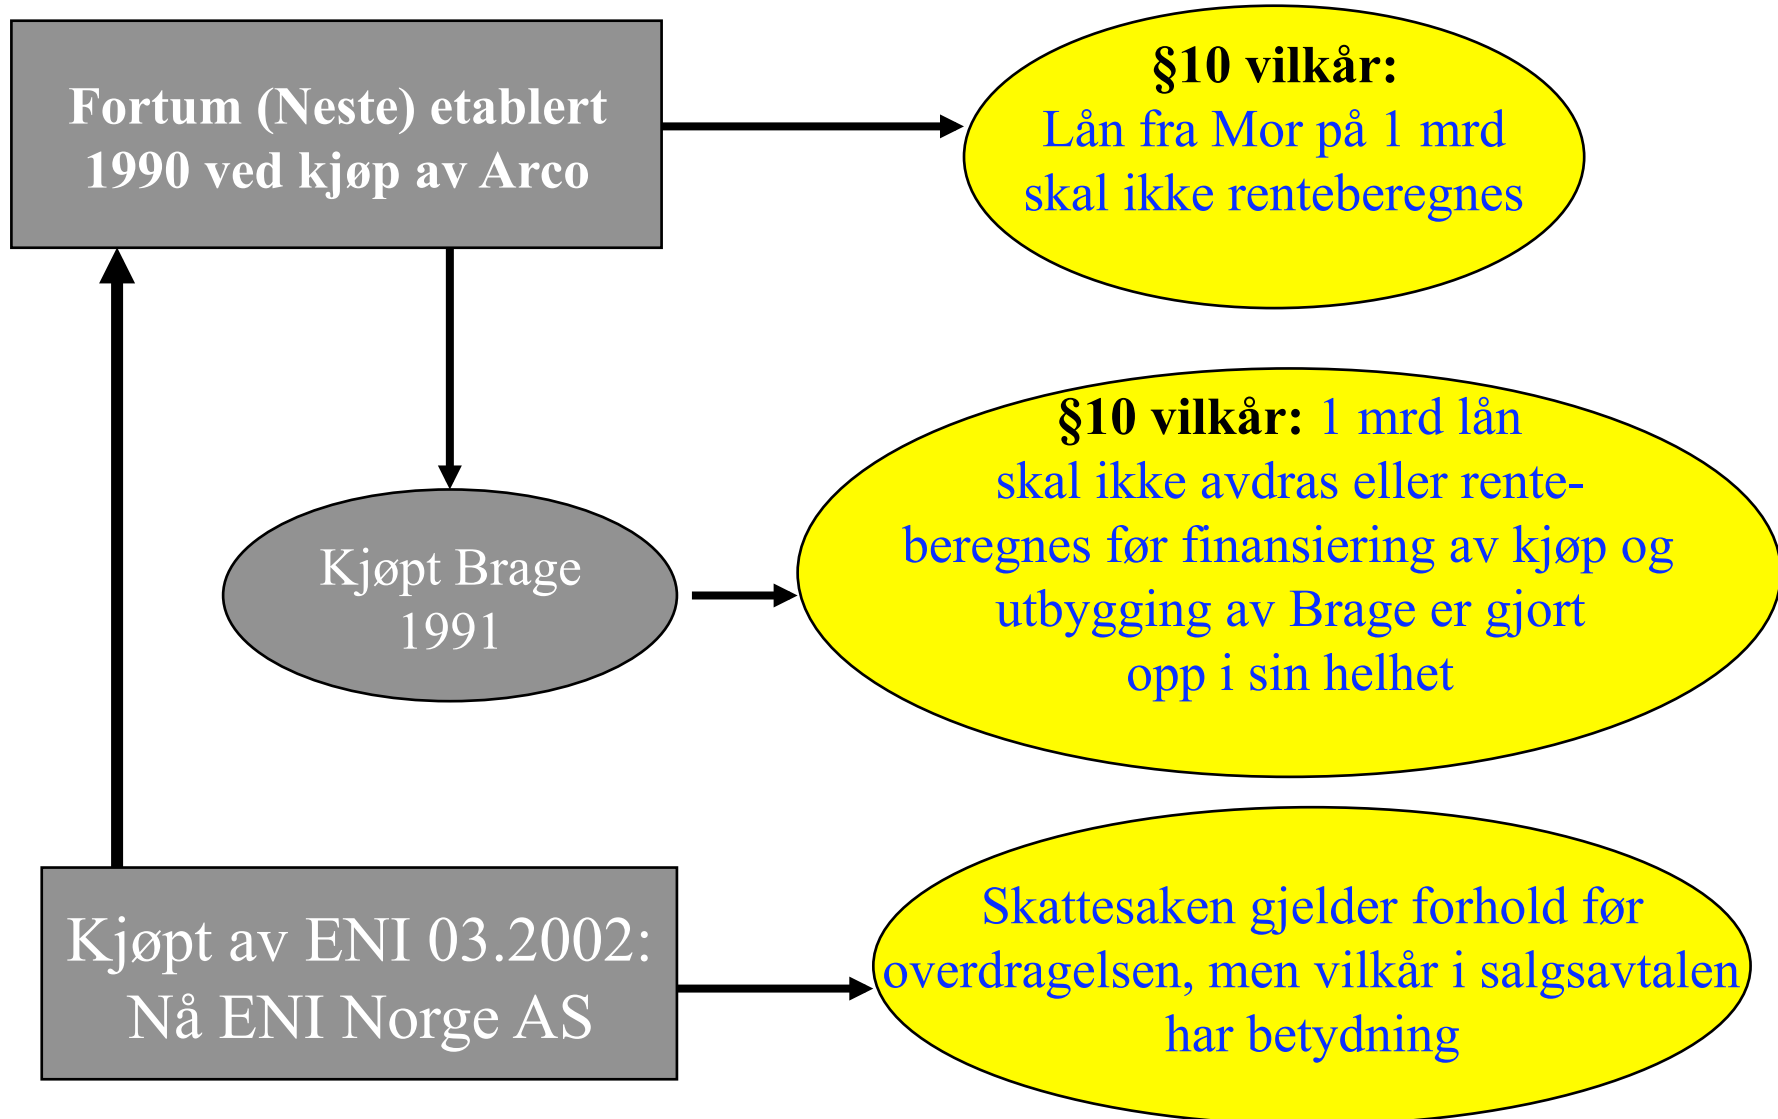 Fortum (Neste) etablert
1990 ved kjøp av Arco
§10 vilkår:
Lån fra Mor på 1 mrd
skal ikke renteberegnes
Kjøpt Brage
1991
§10 vilkår: 1 mrd lån
skal ikke avdras eller rente-
beregnes før finansiering av kjøp og
utbygging av Brage er gjort
opp i sin helhet
Kjøpt av ENI 03.2002:
Nå ENI Norge AS
Skattesaken gjelder forhold før
overdragelsen, men vilkår i salgsavtalen
har betydning